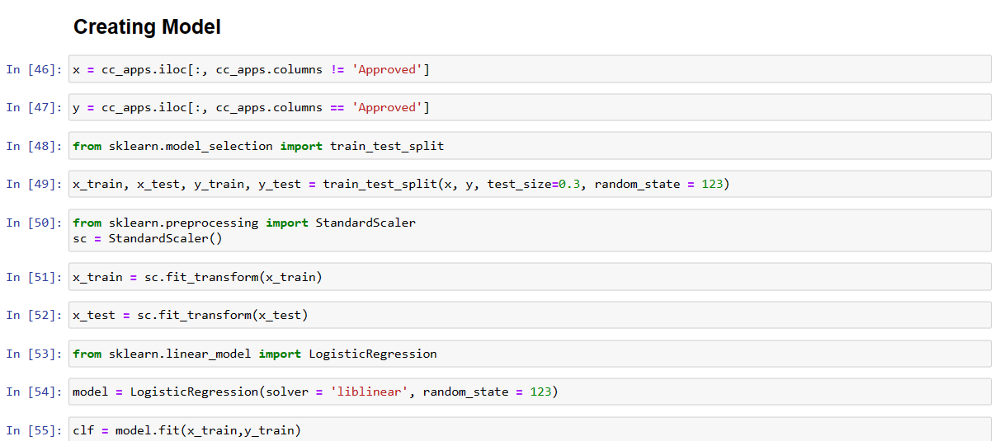 Creating Model
In [46]: x = cc_apps.iloc[:, cc_apps.columns != 'Approved']
In [47]: y = cc_apps.iloc[:, cc_apps.columns == 'Approved']
In [48]: from sklearn.model_selection import train_test_split
In [49]: x_train, x_test, y_train, y_test = train_test_split(x, y, test_size=0.3, random_state = 123)
In [50]: from sklearn.preprocessing import StandardScaler
sc = StandardScaler()
In [51]: x_train = sc.fit_transform(x_train)
In [52]: x_test = sc.fit_transform(x_test)
In [53]: from sklearn.linear_model import LogisticRegression
In [54]: model = LogisticRegression(solver = 'liblinear', random_state = 123)
In [55]: clf = model.fit(x_train,y_train)